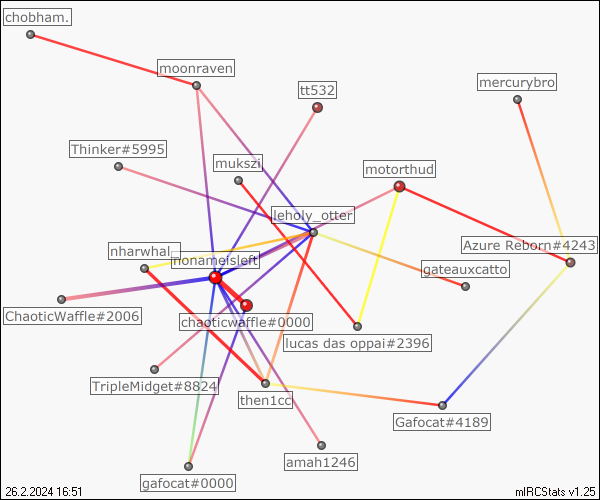 chobham.
moonraven
tt532
mercurybro
Thinker#5995
mukszi
motorthud
leholy_otter
nharwhal_
nonameisleft
Azure Reborn#4243
gateauxcatto
ChaoticWaffle#2006
chaoticwaffle#0000
lucas das oppai#2396
TripleMidget#8824
then1cc
Gafocat#4189
amah1246
gafocat#0000
26.2.2024 16:51
mIRCStats v1.25